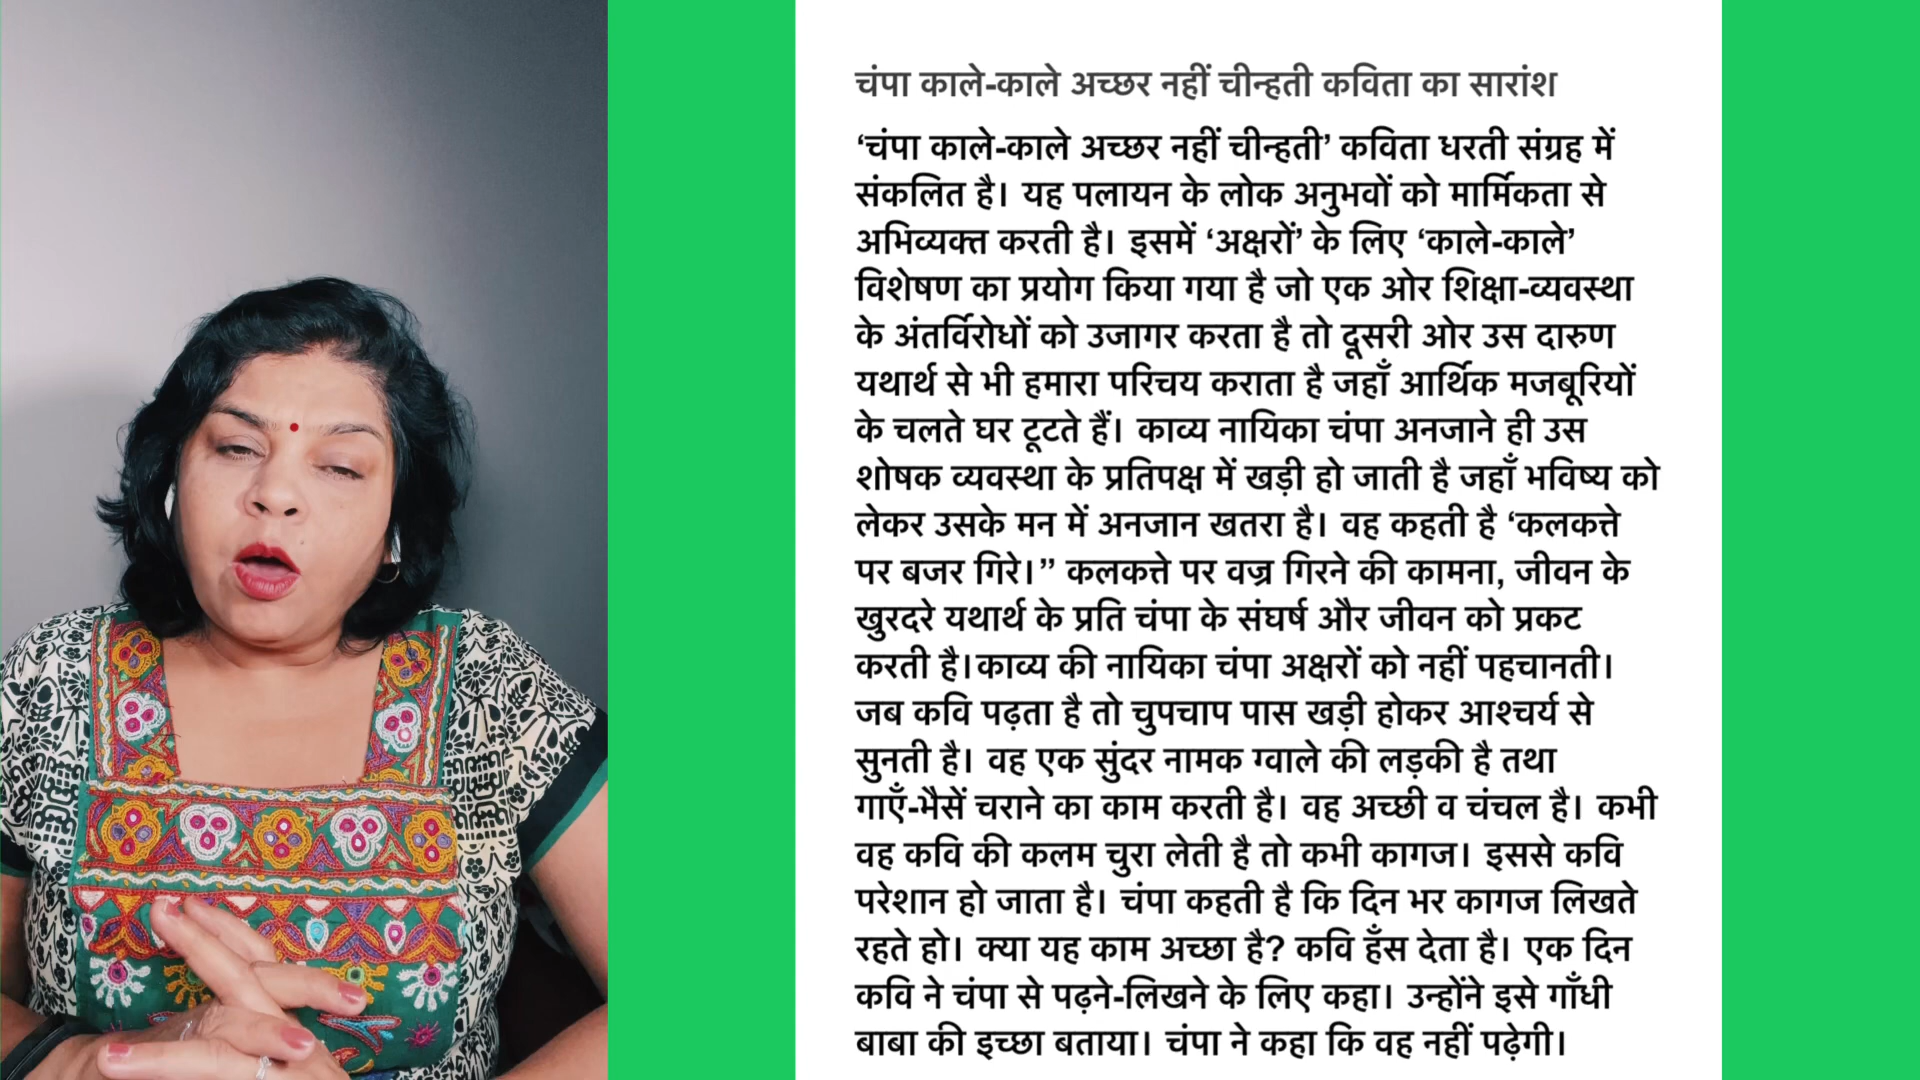 चंपा काले-काले अच्छर नहीं चीन्हती कविता का सारांश
‘चंपा काले-काले अच्छर नहीं चीन्हती’ कविता धरती संग्रह में
संकलित है। यह पलायन के लोक अनुभवों को मार्मिकता से
अभिव्यक्त करती है। इसमें ‘अक्षरों’ के लिए ‘काले-काले’
विशेषण का प्रयोग किया गया है जो एक ओर शिक्षा-व्यवस्था
के अंतर्विरोधों को उजागर करता है तो दूसरी ओर उस दारुण
यथार्थ से भी हमारा परिचय कराता है जहाँ आर्थिक मजबूरियों
के चलते घर टूटते हैं। काव्य नायिका चंपा अनजाने ही उस
शोषक व्यवस्था के प्रतिपक्ष में खड़ी हो जाती है जहाँ भविष्य को
लेकर उसके मन में अनजान खतरा है। वह कहती है ‘कलकत्ते
पर बजर गिरे।” कलकत्ते पर वज्र गिरने की कामना, जीवन के
खुरदरे यथार्थ के प्रति चंपा के संघर्ष और जीवन को प्रकट
करती है।काव्य की नायिका चंपा अक्षरों को नहीं पहचानती।
जब कवि पढ़ता है तो चुपचाप पास खड़ी होकर आश्चर्य से
सुनती है। वह एक सुंदर नामक ग्वाले की लड़की है तथा
गाएँ-भैसें चराने का काम करती है। वह अच्छी व चंचल है। कभी
वह कवि की कलम चुरा लेती है तो कभी कागज। इससे कवि
परेशान हो जाता है। चंपा कहती है कि दिन भर कागज लिखते
रहते हो। क्या यह काम अच्छा है? कवि हँस देता है। एक दिन
कवि ने चंपा से पढ़ने-लिखने के लिए कहा। उन्होंने इसे गाँधी
बाबा की इच्छा बताया। चंपा ने कहा कि वह नहीं पढ़ेगी।